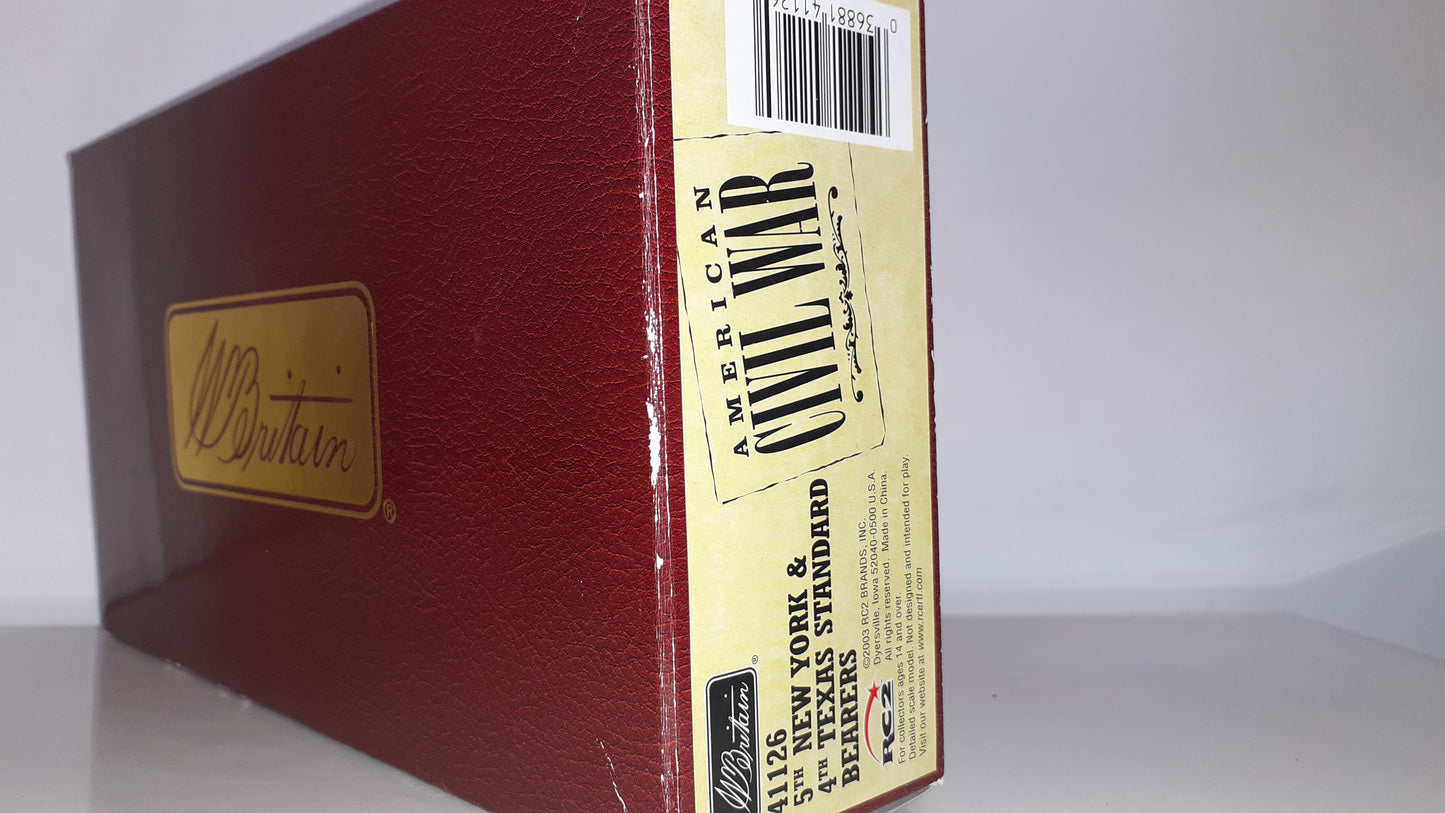 WBritain
®
0 36881 41126
AMERICAN
CIVIL WAR
WBritain
®
41126
5TH NEW YORK &
4TH TEXAS STANDARD
BEARERS
RC2
©2003 RC2 BRANDS, INC.
Dyersville, Iowa 52040-0500 U.S.A.
All rights reserved. Made in China.
For collectors ages 14 and over.
Detailed scale model. Not designed and intended for play.
Visit our website at www.rcertl.com